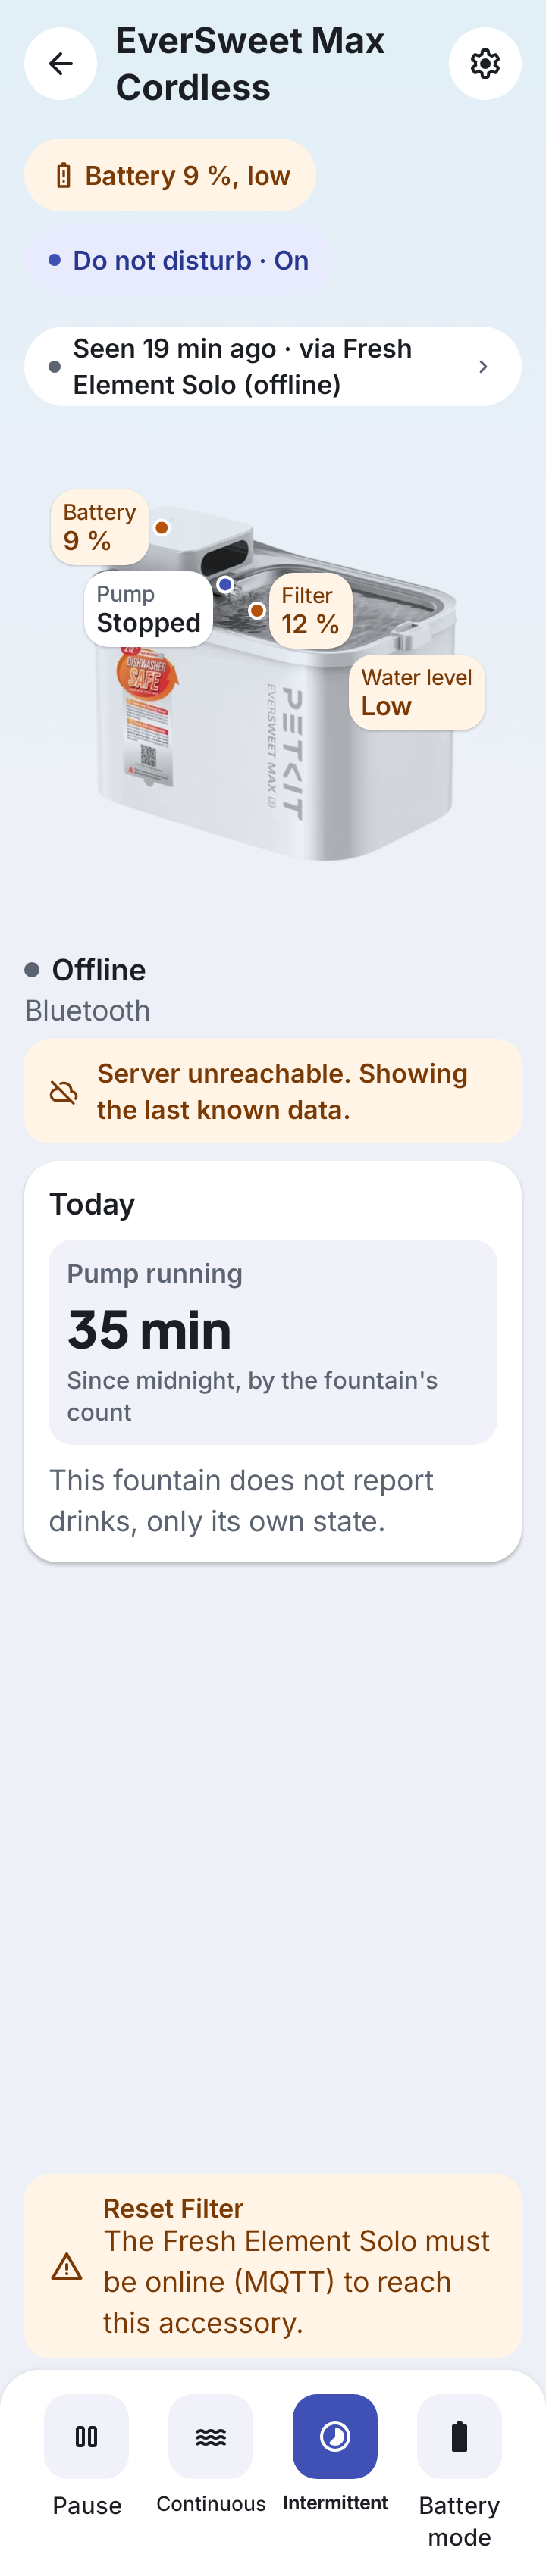 EverSweet Max
Cordless
Battery 9 %, low
Do not disturb · On
Seen 19 min ago · via Fresh
Element Solo (offline)
Battery
9 %
Pump
Stopped
Filter
12 %
Water level
Low
DISHWASHER
SAFE
PETKIT
EVERSWEET MAX
Offline
Bluetooth
Server unreachable. Showing
the last known data.
Today
Pump running
35 min
Since midnight, by the fountain's
count
This fountain does not report
drinks, only its own state.
Reset Filter
The Fresh Element Solo must
be online (MQTT) to reach
this accessory.
Pause
Continuous
Intermittent
Battery
mode